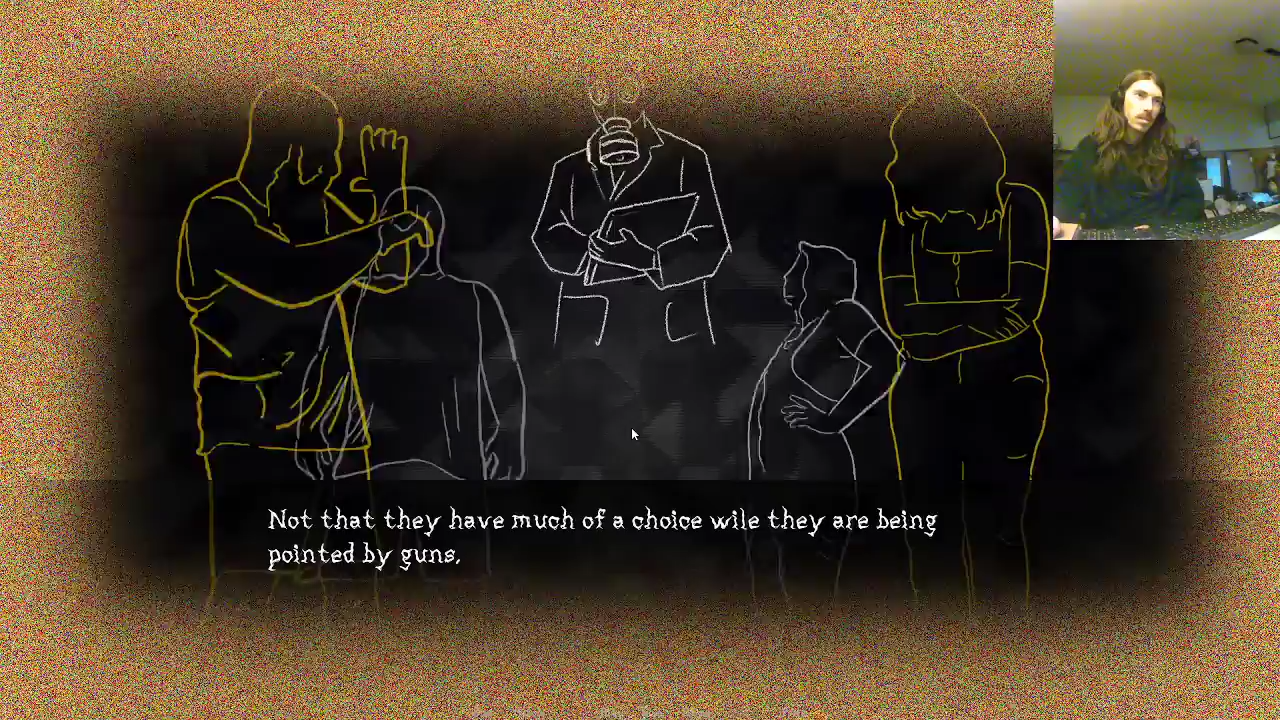 Not that they have much of a choice wile they are being
pointed by guns.